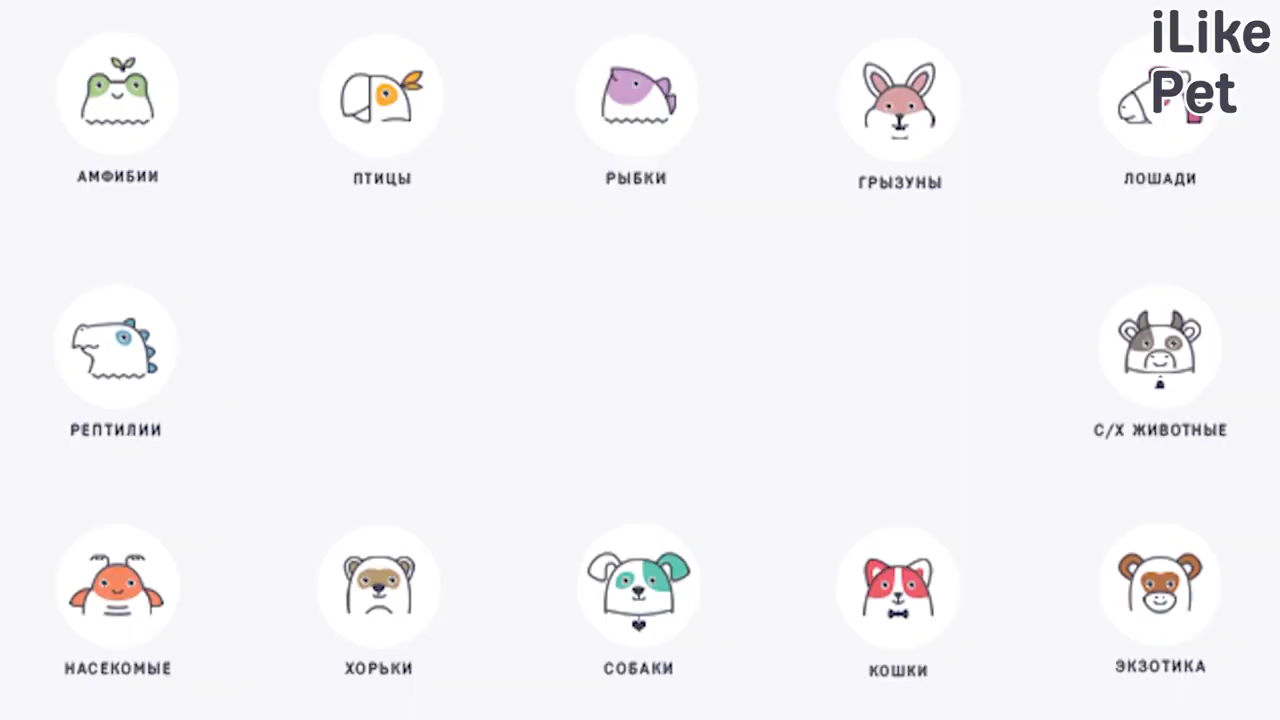 iLike
Pet
АМФИБИИ
ПТИЦЫ
РЫБКИ
ГРЫЗУНЫ
ЛОШАДИ
РЕПТИЛИИ
С/Х ЖИВОТНЫЕ
НАСЕКОМЫЕ
ХОРЬКИ
СОБАКИ
КОШКИ
ЭКЗОТИКА